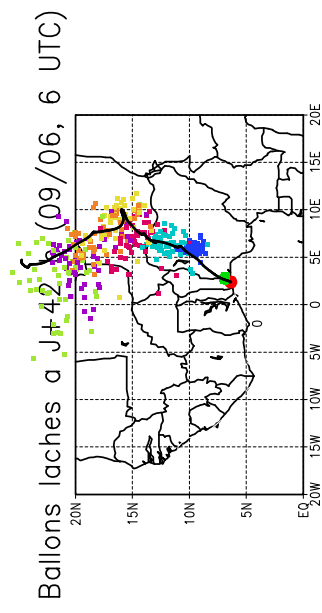 Ballons laches a J+42 (09/06, 6 UTC)
20N
15N
10N
5N
EQ
20W 15W 10W 5W 0 5E 10E 15E 20E
0